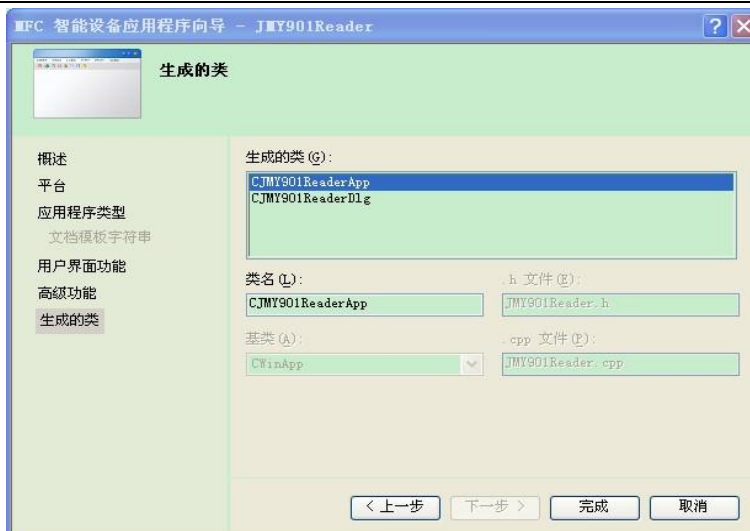 MFC 智能设备应用程序向导 - JMY901Reader
生成的类
概述
平台
应用程序类型
文档模板字符串
用户界面功能
高级功能
生成的类
生成的类(G):
CJMY901ReaderApp
CJMY901ReaderDlg
类名(L):
.h 文件(E):
CJMY901ReaderApp
JMY901Reader.h
基类(A):
.cpp 文件(P):
CWinApp
JMY901Reader.cpp
< 上一步
下一步 >
完成
取消